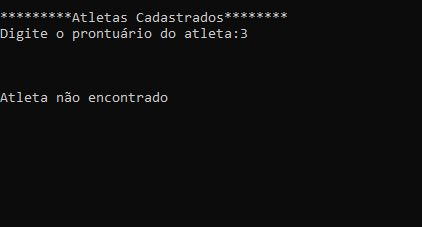 *********Atletas Cadastrados********
Digite o prontuário do atleta:3
Atleta não encontrado